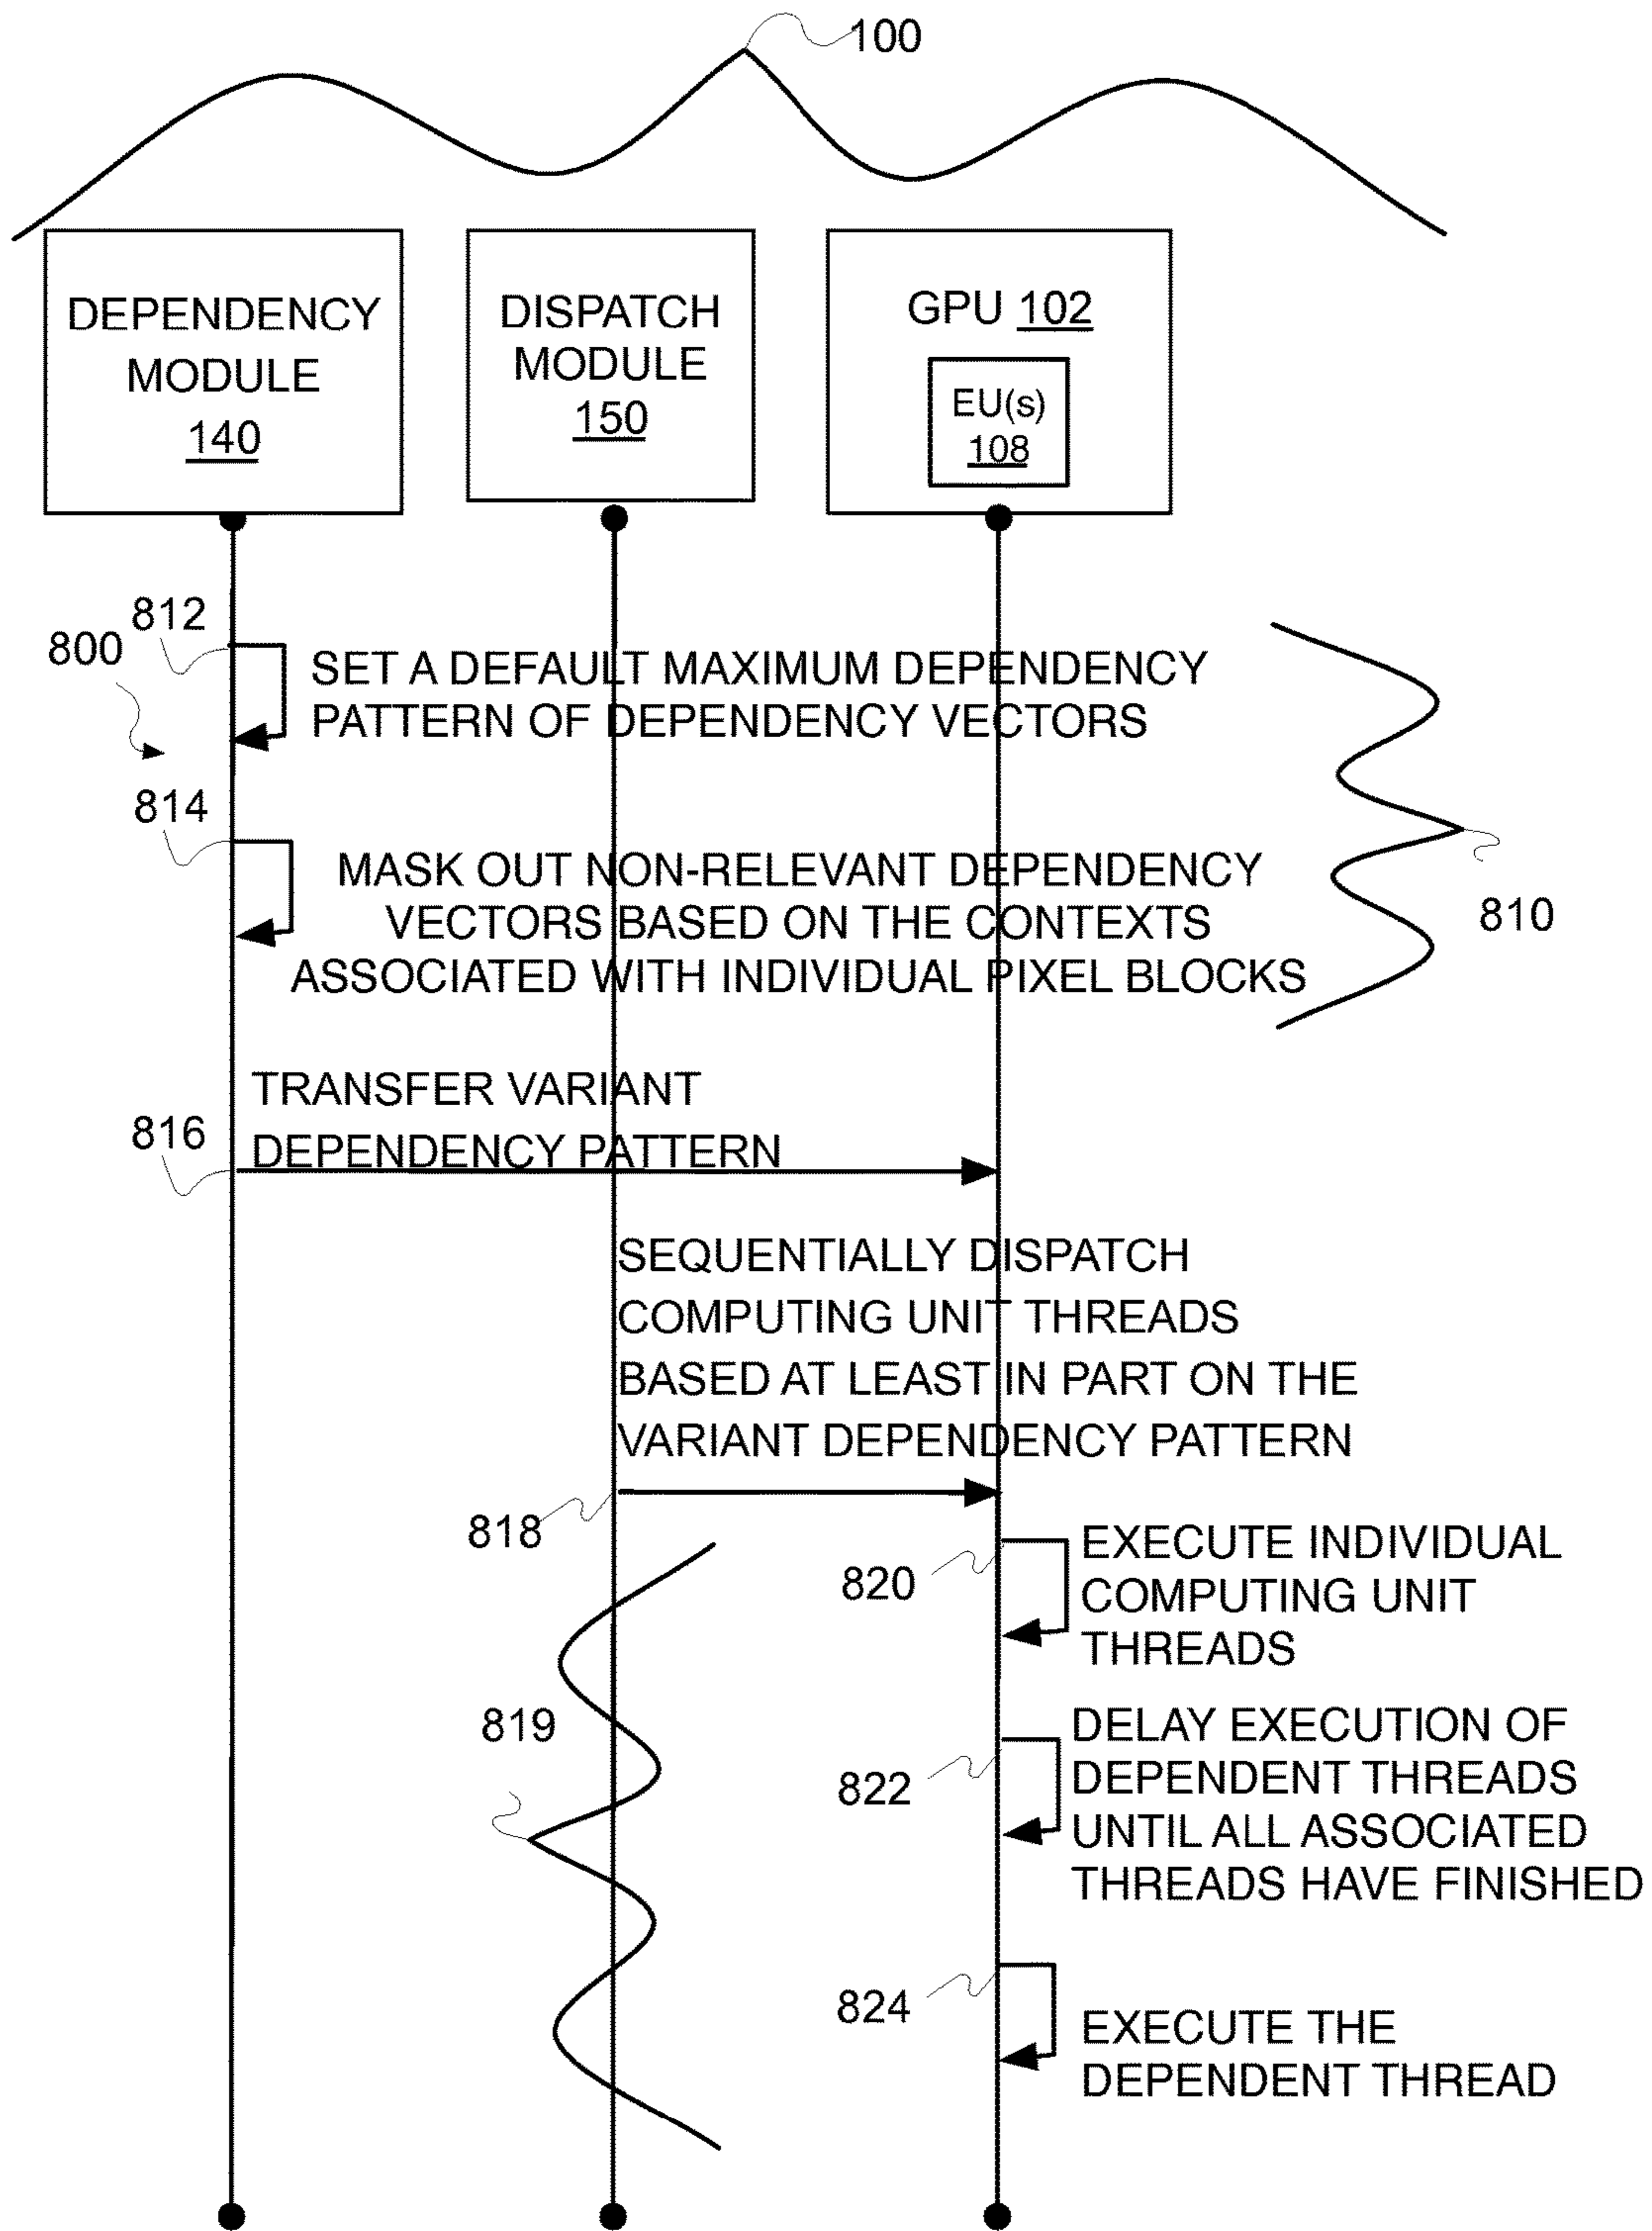 100
DEPENDENCY
MODULE
140
DISPATCH
MODULE
150
GPU 102
EU(s)
108
812
800
SET A DEFAULT MAXIMUM DEPENDENCY
PATTERN OF DEPENDENCY VECTORS
814
MASK OUT NON-RELEVANT DEPENDENCY
VECTORS BASED ON THE CONTEXTS
ASSOCIATED WITH INDIVIDUAL PIXEL BLOCKS
810
TRANSFER VARIANT
DEPENDENCY PATTERN
816
SEQUENTIALLY DISPATCH
COMPUTING UNIT THREADS
BASED AT LEAST IN PART ON THE
VARIANT DEPENDENCY PATTERN
818
820
EXECUTE INDIVIDUAL
COMPUTING UNIT
THREADS
819
822
DELAY EXECUTION OF
DEPENDENT THREADS
UNTIL ALL ASSOCIATED
THREADS HAVE FINISHED
824
EXECUTE THE
DEPENDENT THREAD